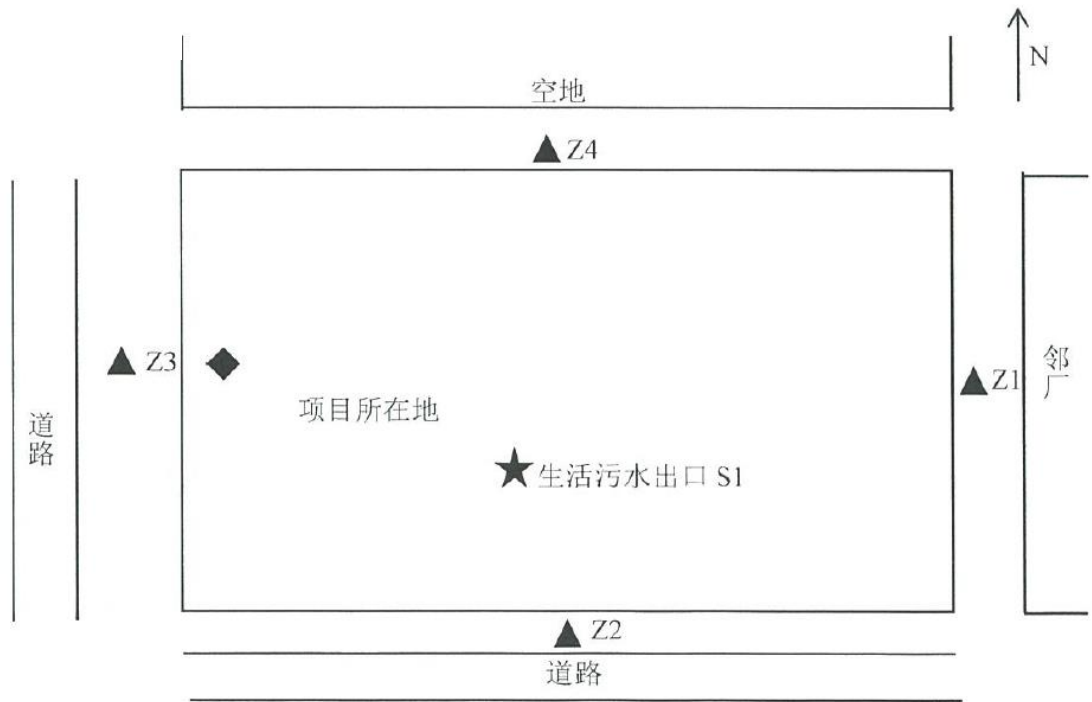 N
空地
▲ Z4
▲ Z3
◆
项目所在地
▲ Z1
邻厂
道路
★ 生活污水出口 S1
▲ Z2
道路